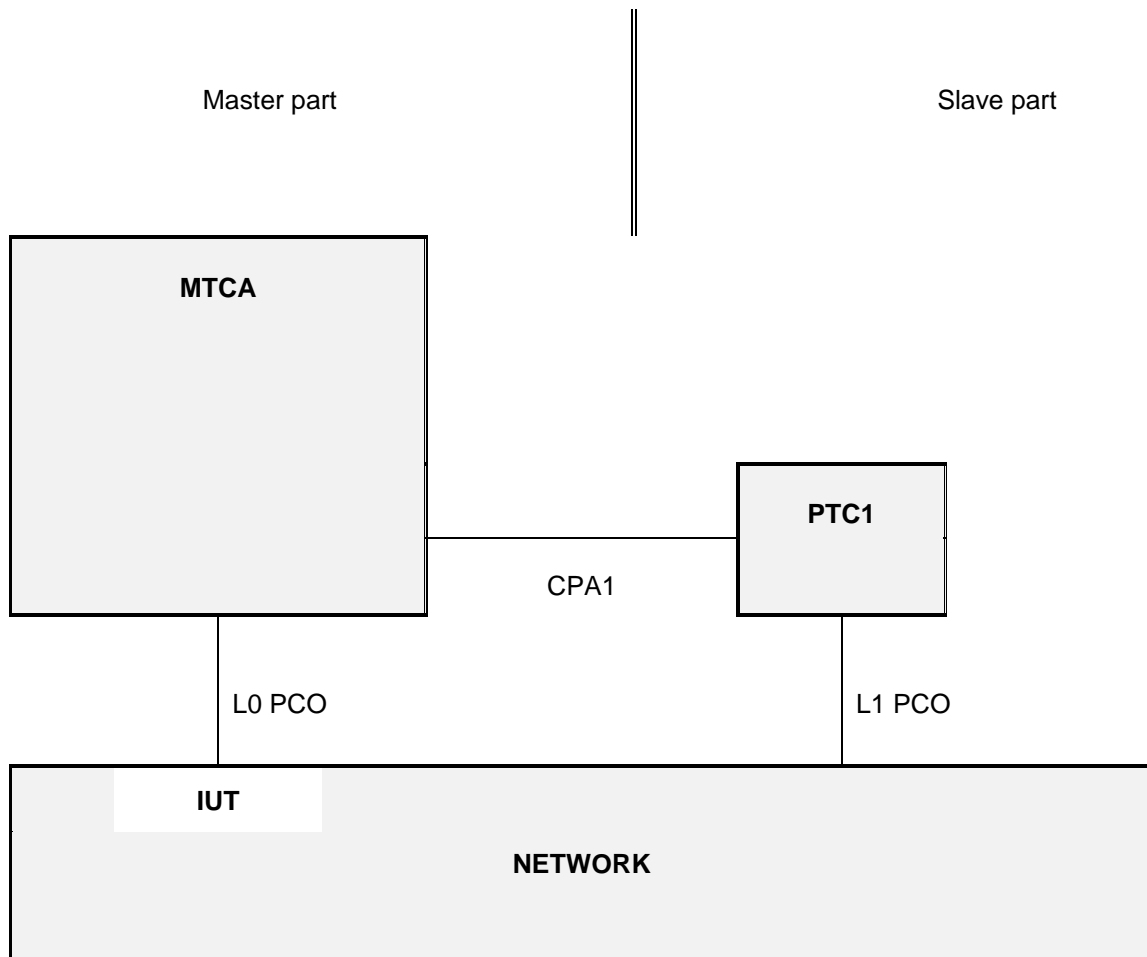 Master part
Slave part
MTCA
PTC1
CPA1
L0 PCO
L1 PCO
IUT
NETWORK